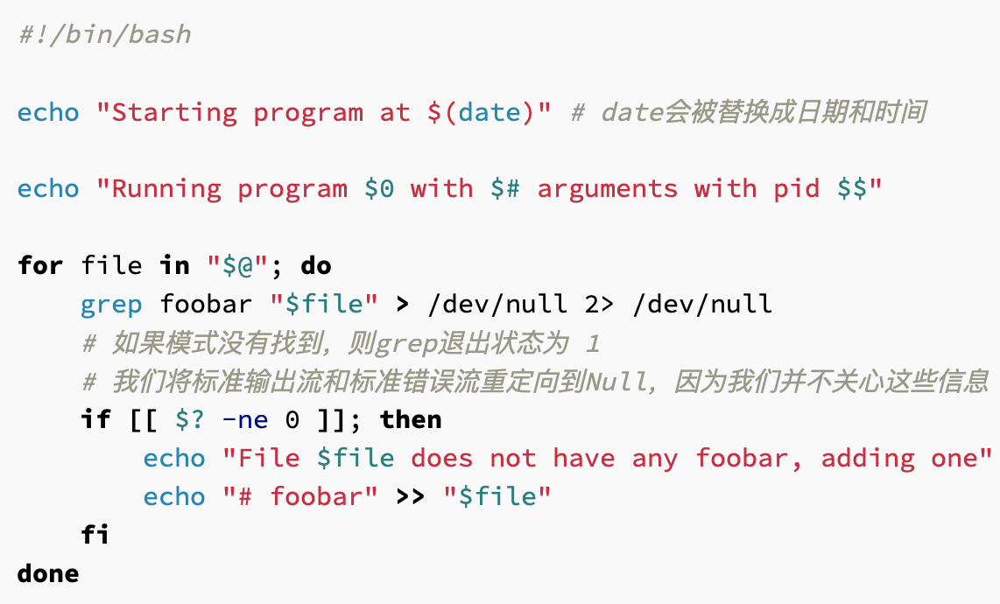 #!/bin/bash
echo "Starting program at $(date)" # date会被替换成日期和时间
echo "Running program $0 with $# arguments with pid $$"
for file in "$@"; do
    grep foobar "$file" > /dev/null 2> /dev/null
    # 如果模式没有找到，则grep退出状态为 1
    # 我们将标准输出流和标准错误流重定向到Null，因为我们并不关心这些信息
    if [[ $? -ne 0 ]]; then
        echo "File $file does not have any foobar, adding one"
        echo "# foobar" >> "$file"
    fi
done